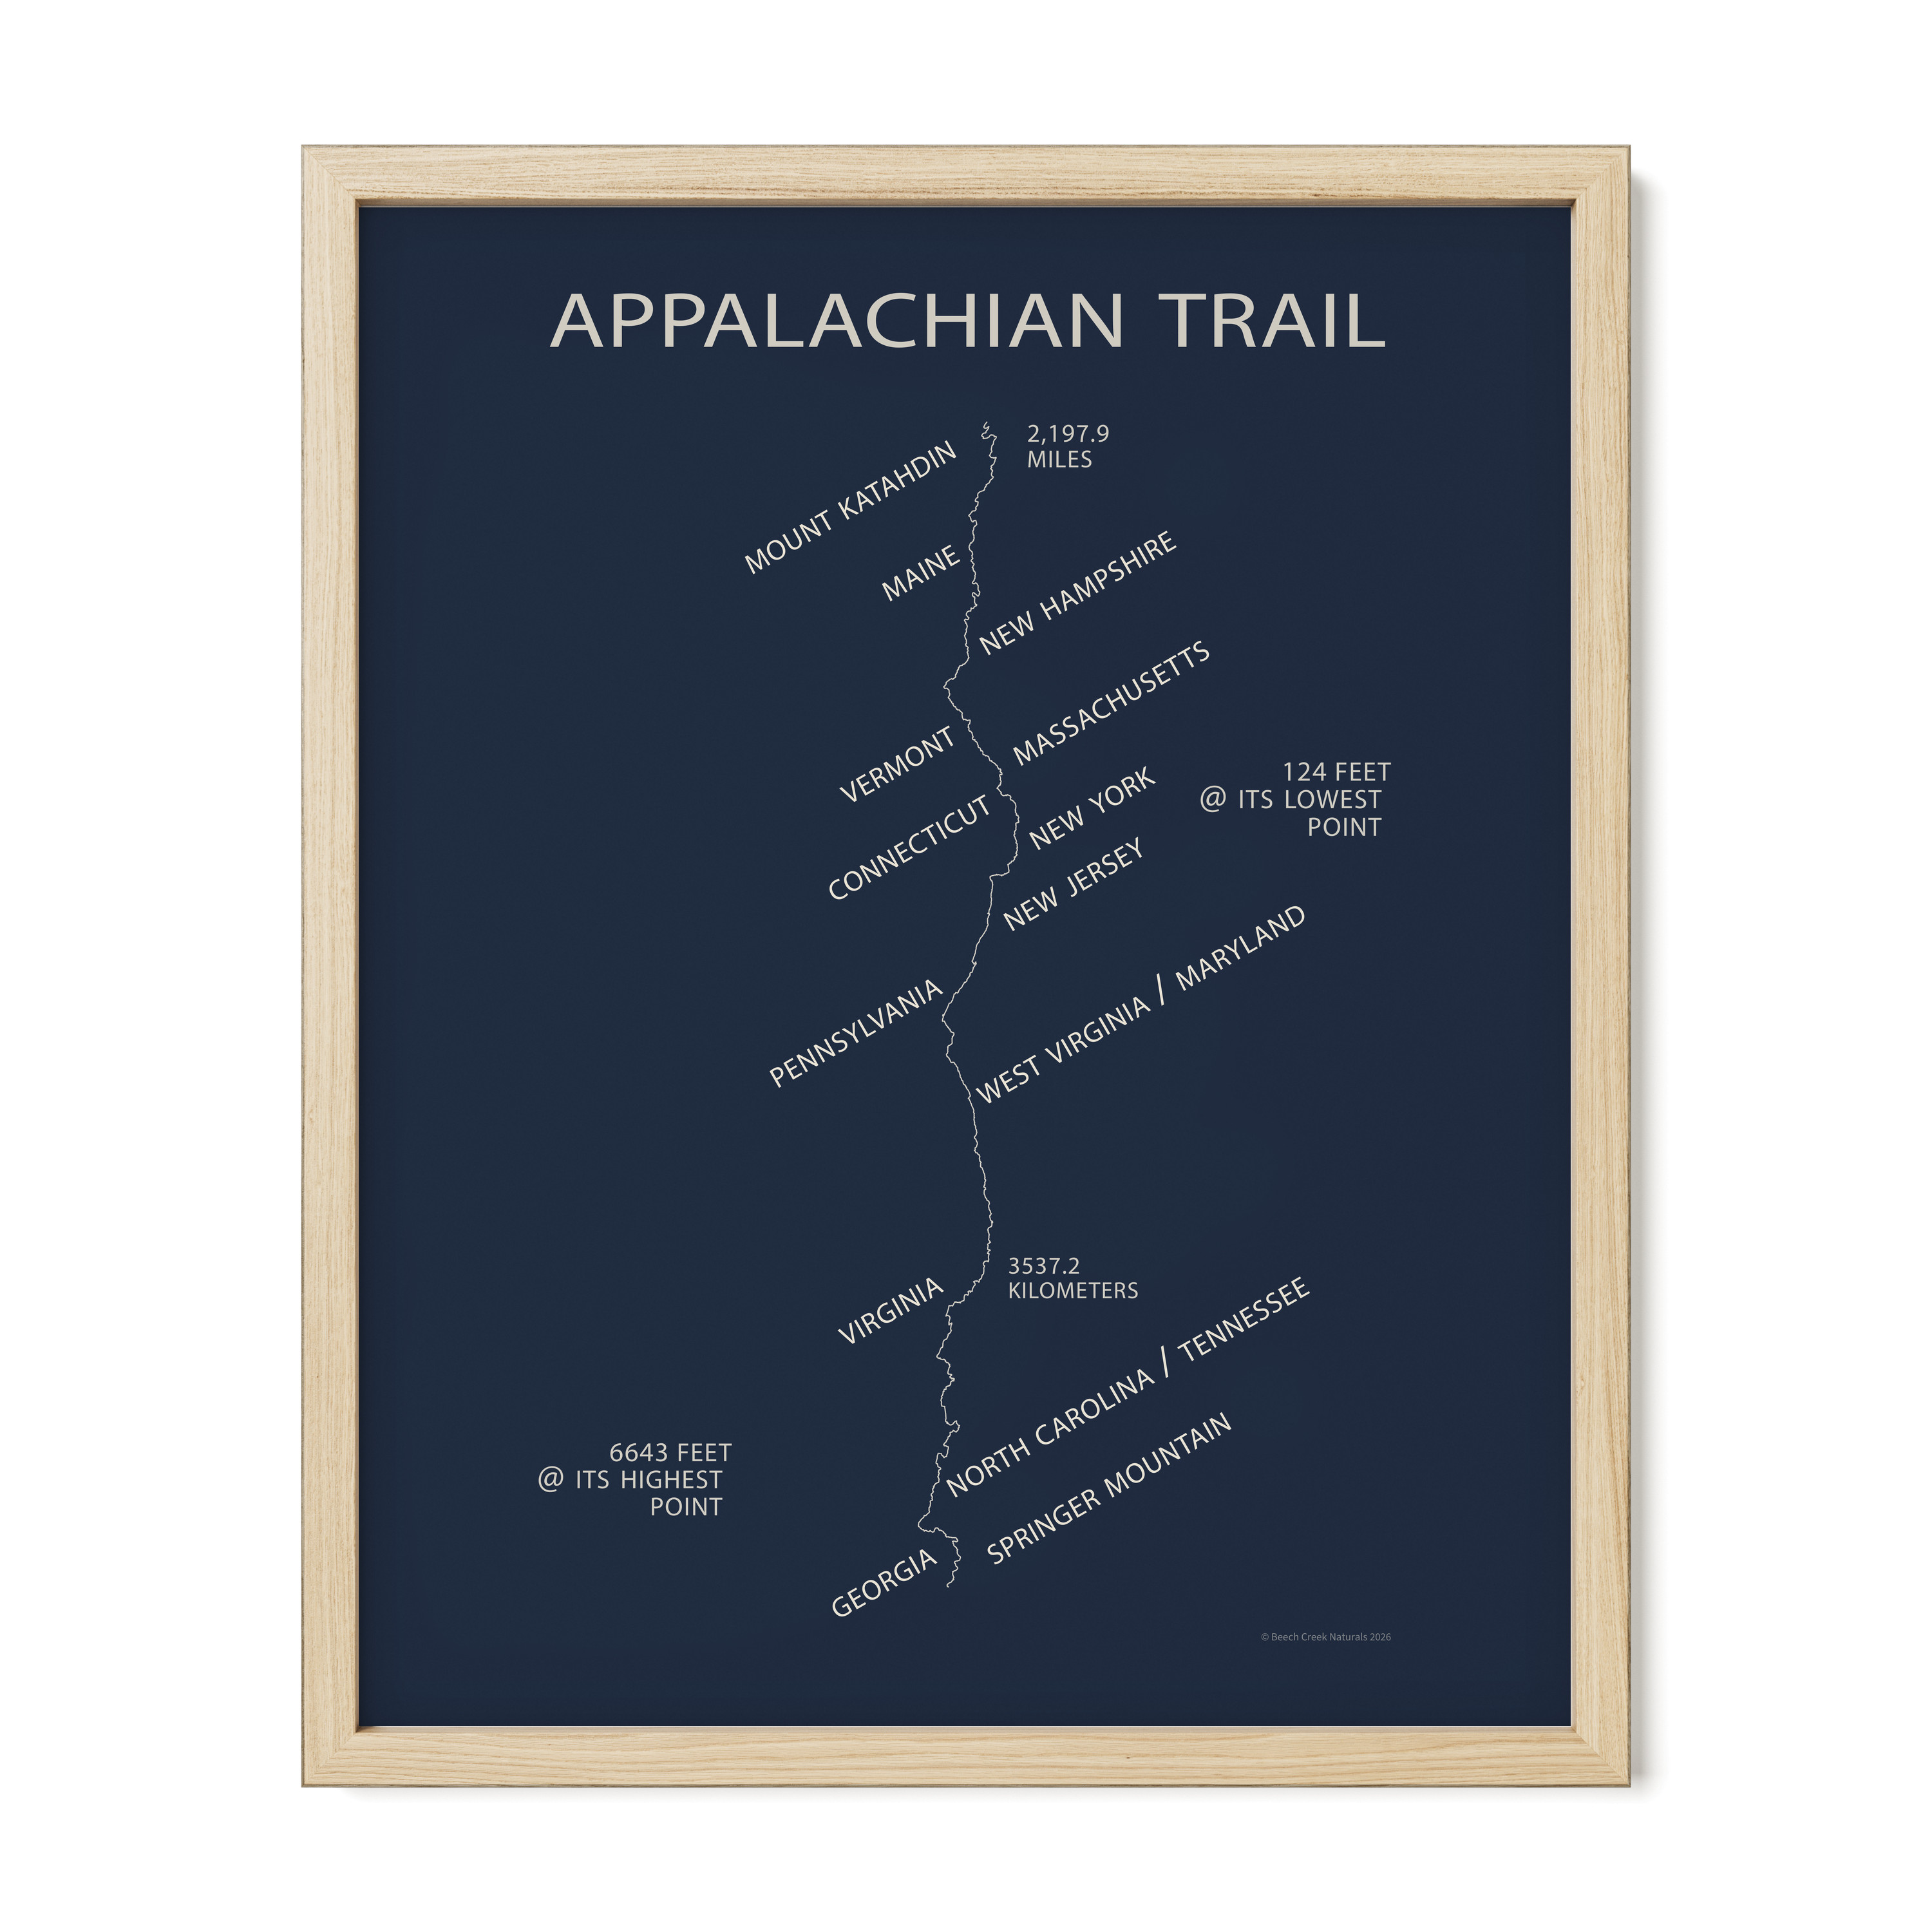 APPALACHIAN TRAIL
2,197.9
MILES
MOUNT KATAHDIN
MAINE
NEW HAMPSHIRE
MASSACHUSETTS
VERMONT
124 FEET
@ ITS LOWEST
POINT
NEW YORK
CONNECTICUT
NEW JERSEY
WEST VIRGINIA / MARYLAND
PENNSYLVANIA
3537.2
KILOMETERS
VIRGINIA
NORTH CAROLINA / TENNESSEE
6643 FEET
@ ITS HIGHEST
POINT
SPRINGER MOUNTAIN
GEORGIA
© Beech Creek Naturals 2026